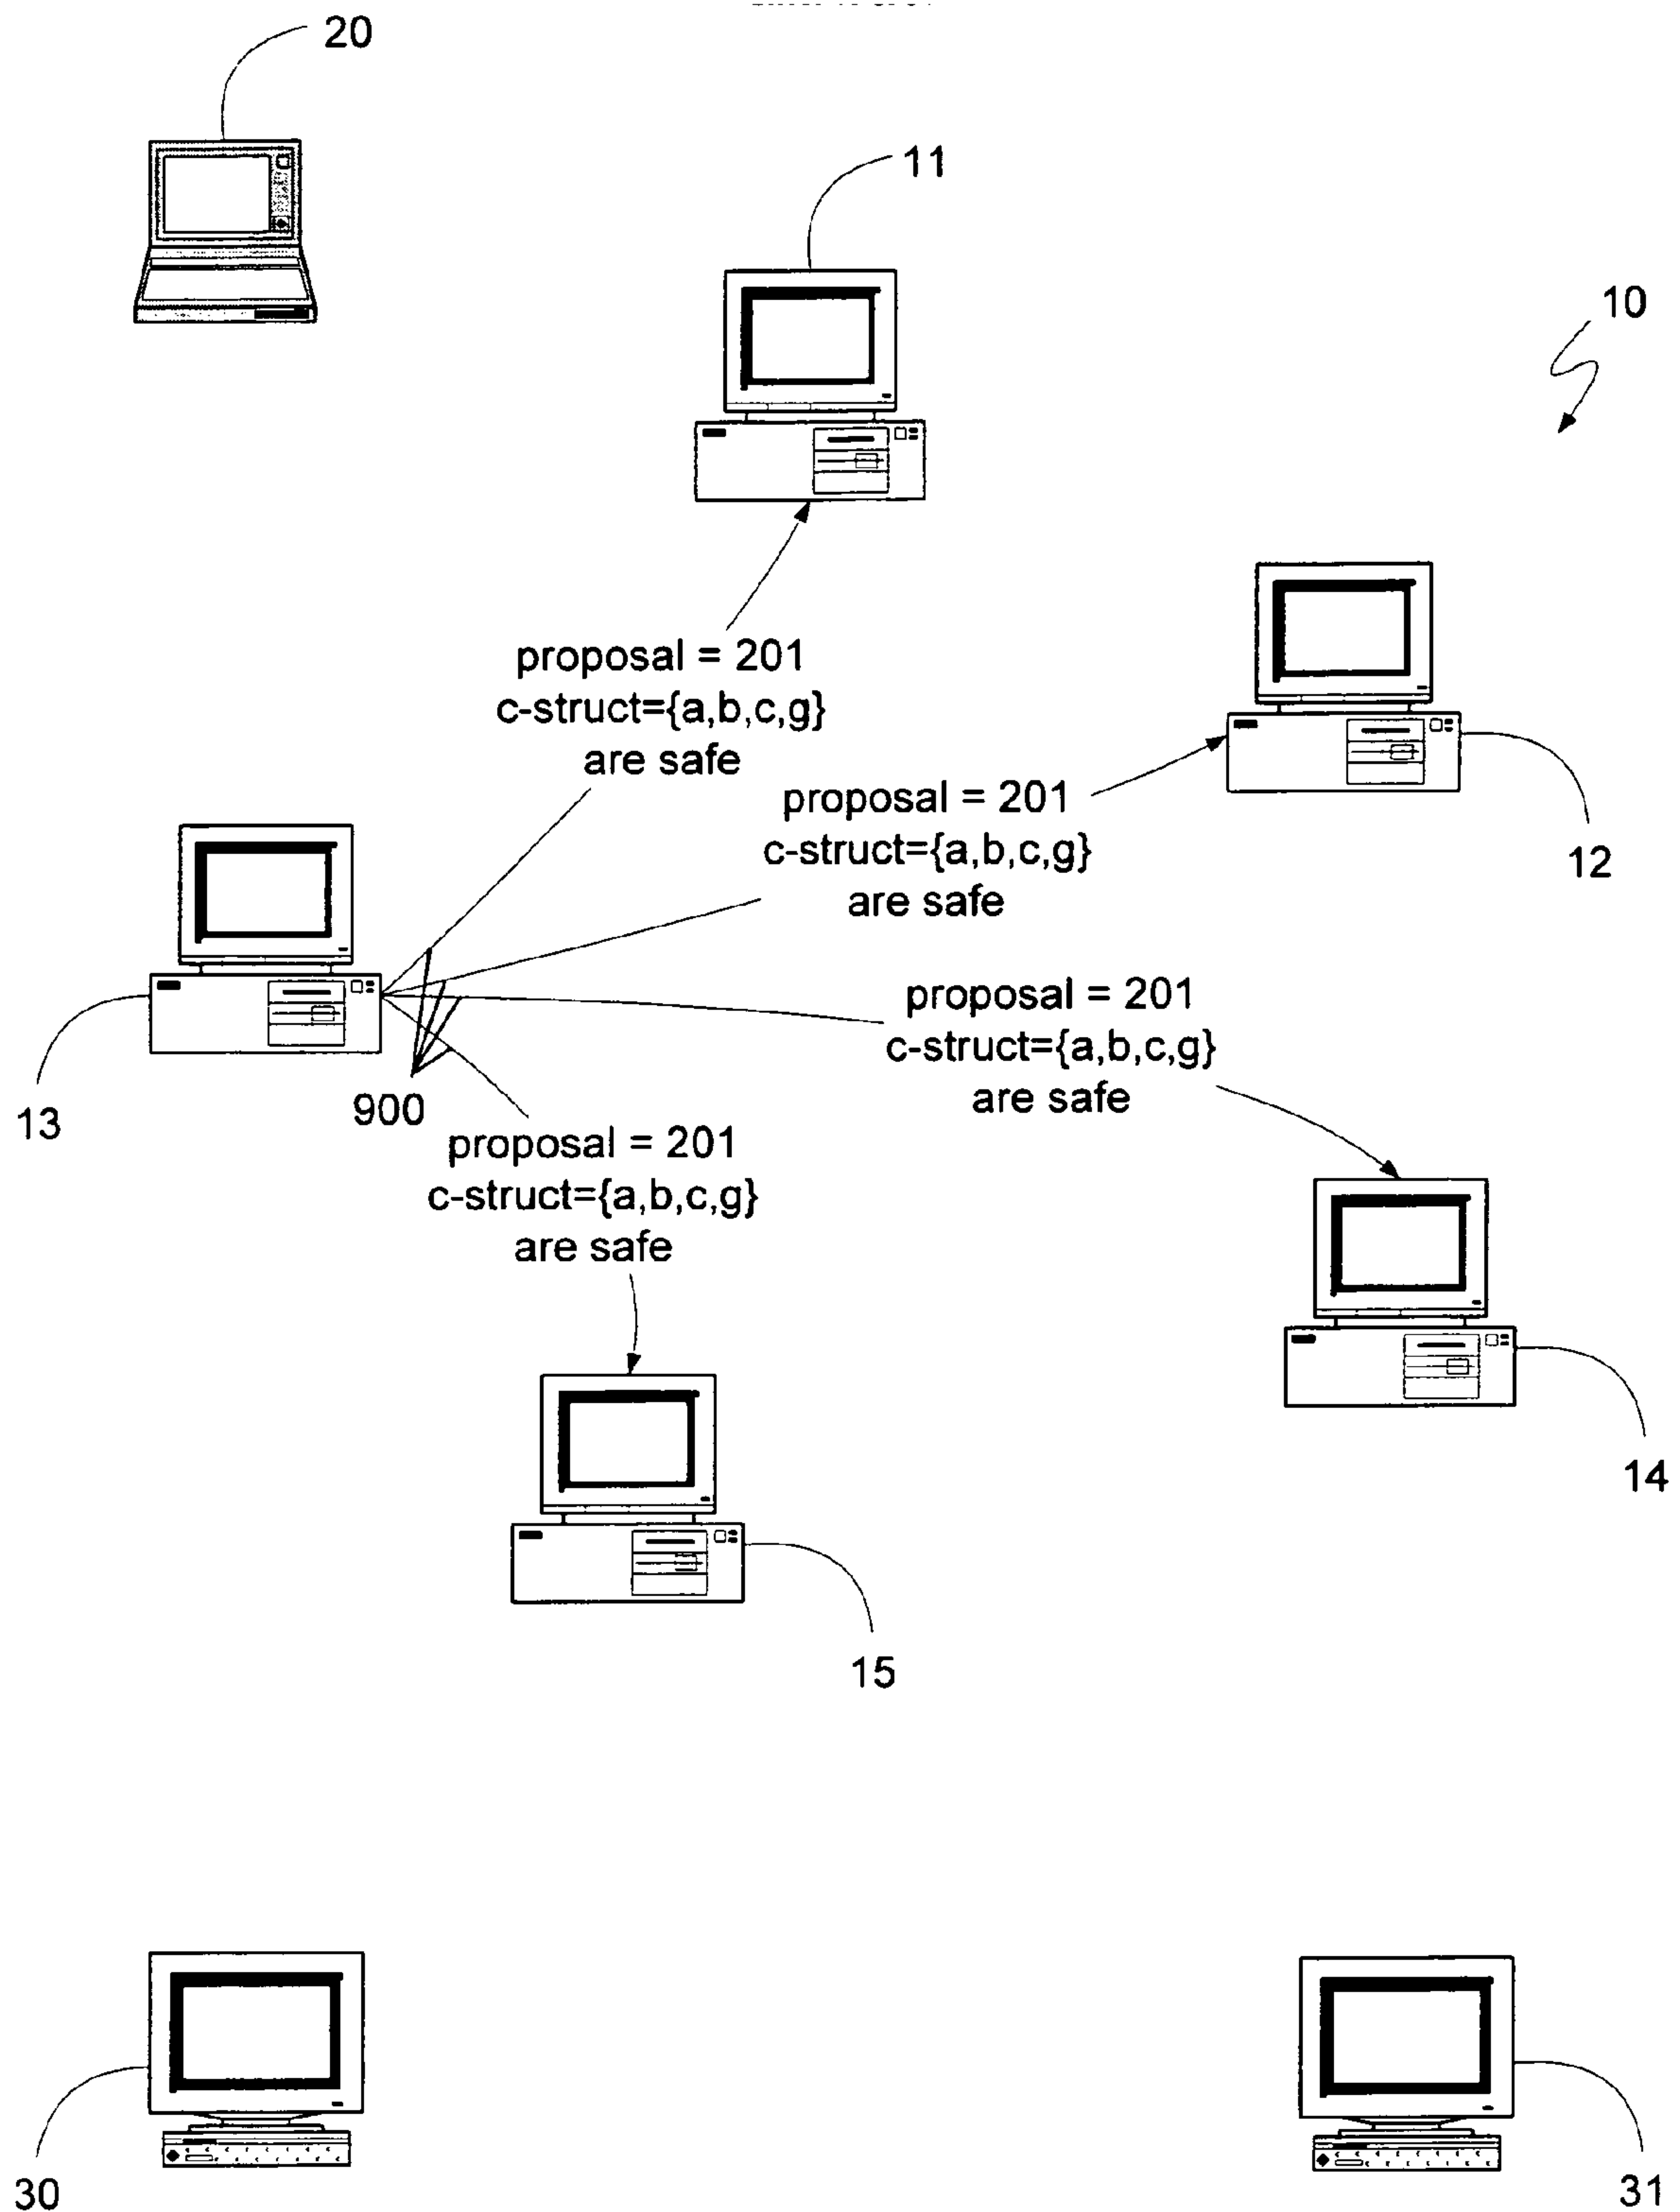 20
11
10
proposal = 201
c-struct={a,b,c,g}
are safe
proposal = 201
c-struct={a,b,c,g}
are safe
12
proposal = 201
c-struct={a,b,c,g}
are safe
13
900
proposal = 201
c-struct={a,b,c,g}
are safe
14
15
30
31